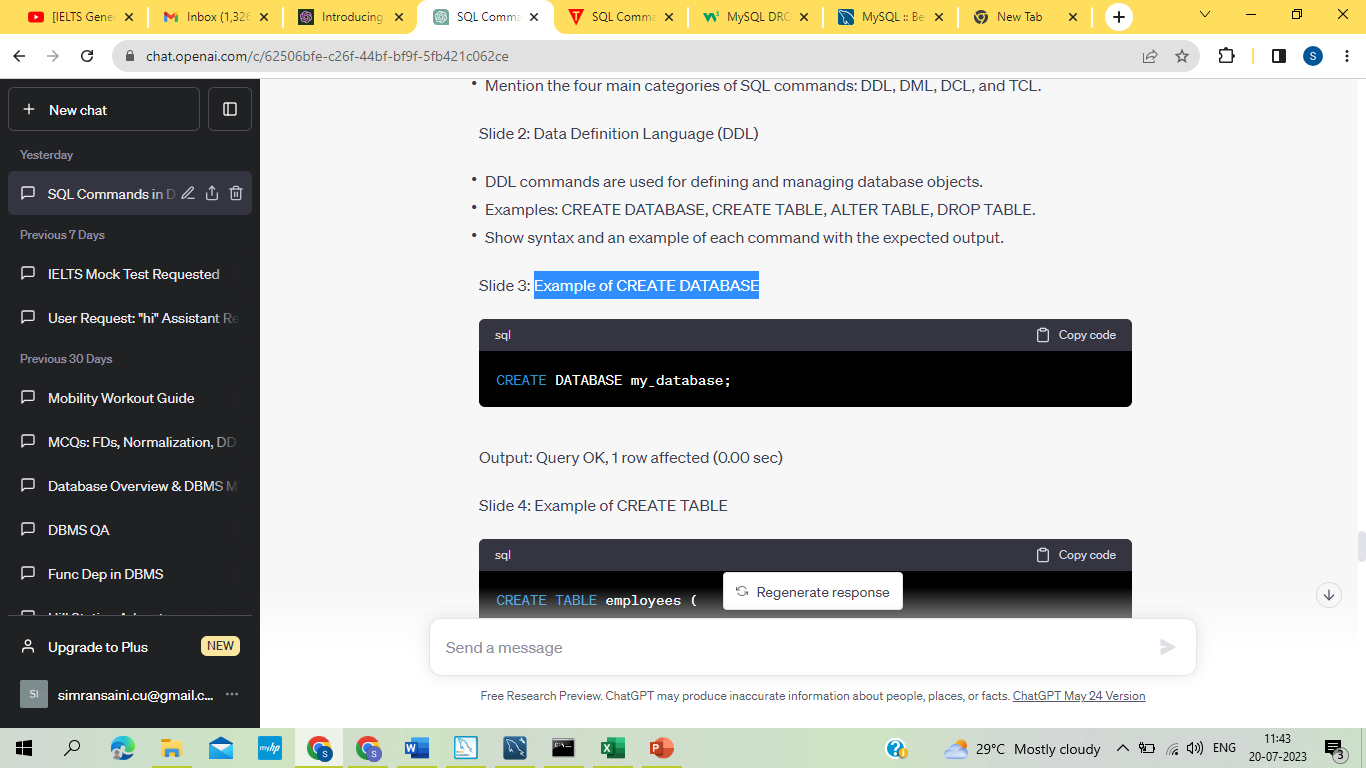 [IELTS Gene
Inbox (1,326
Introducing
SQL Comma
SQL Comma
MySQL DRO
MySQL :: Be
New Tab
chat.openai.com/c/62506bfe-c26f-44bf-bf9f-5fb421c062ce
S
New chat
Yesterday
SQL Commands in D
Previous 7 Days
IELTS Mock Test Requested
User Request: "hi" Assistant Re
Previous 30 Days
Mobility Workout Guide
MCQs: FDs, Normalization, DD
Database Overview & DBMS M
DBMS QA
Func Dep in DBMS
Upgrade to Plus
NEW
SI
simransaini.cu@gmail.c...
• Mention the four main categories of SQL commands: DDL, DML, DCL, and TCL.
Slide 2: Data Definition Language (DDL)
• DDL commands are used for defining and managing database objects.
• Examples: CREATE DATABASE, CREATE TABLE, ALTER TABLE, DROP TABLE.
• Show syntax and an example of each command with the expected output.
Slide 3: Example of CREATE DATABASE
sql
Copy code
CREATE DATABASE my_database;
Output: Query OK, 1 row affected (0.00 sec)
Slide 4: Example of CREATE TABLE
sql
Copy code
CREATE TABLE employees (
Regenerate response
Send a message
Free Research Preview. ChatGPT may produce inaccurate information about people, places, or facts. ChatGPT May 24 Version
29°C Mostly cloudy
ENG
11:43
20-07-2023
3